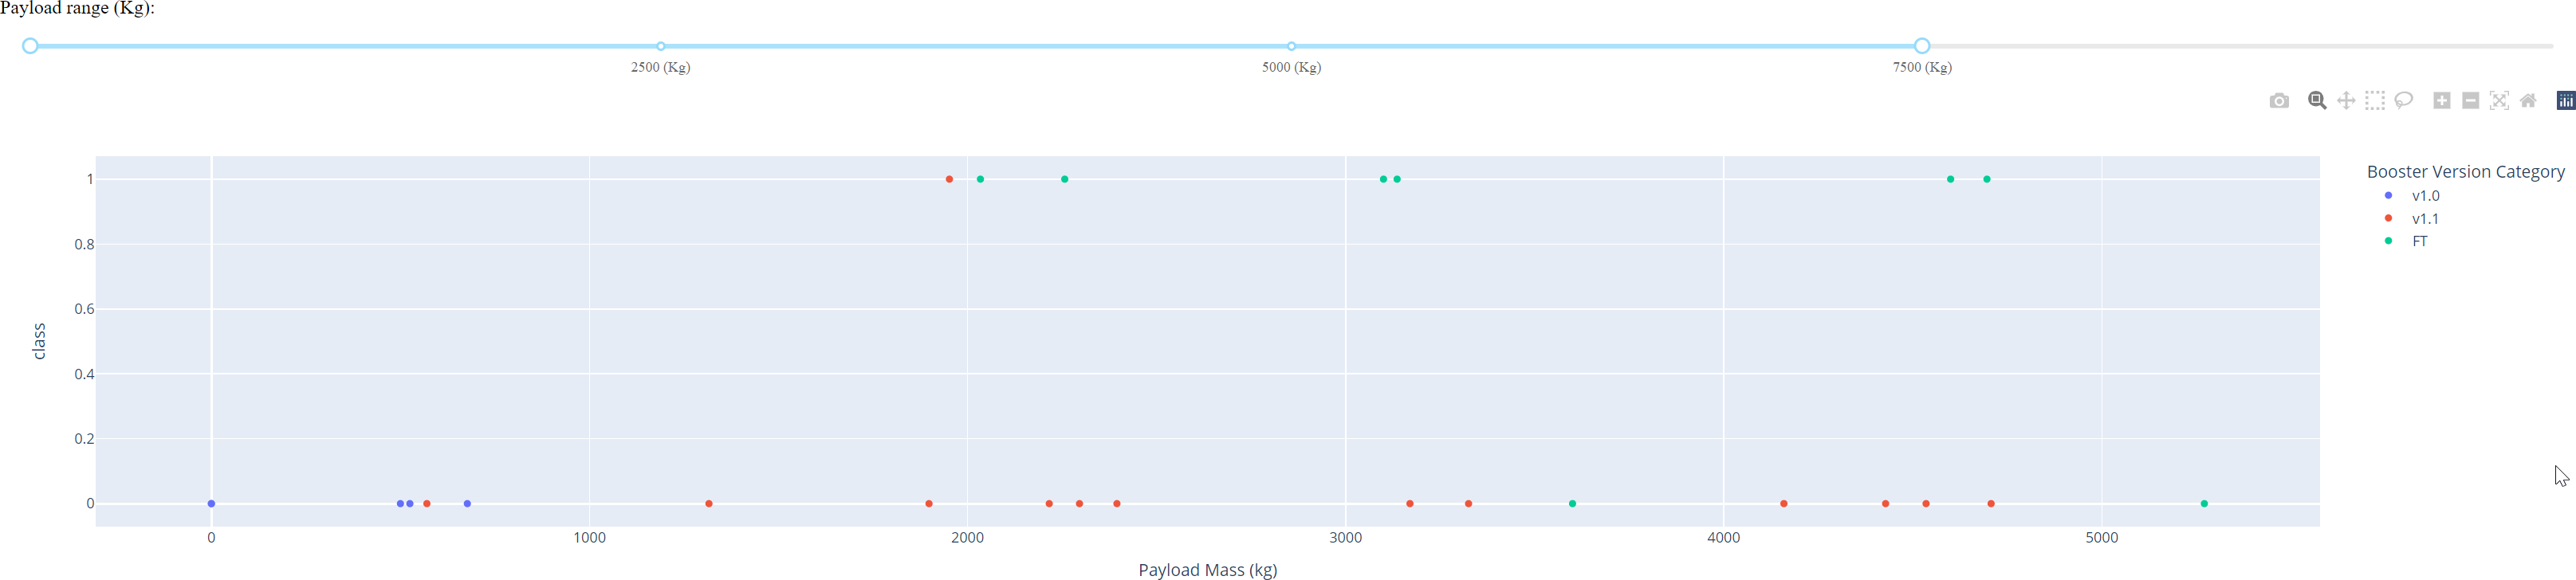 Payload range (Kg):
2500 (Kg) 5000 (Kg) 7500 (Kg)
Booster Version Category
v1.0
v1.1
FT
1
0.8
0.6
0.4
0.2
0
class
0 1000 2000 3000 4000 5000
Payload Mass (kg)